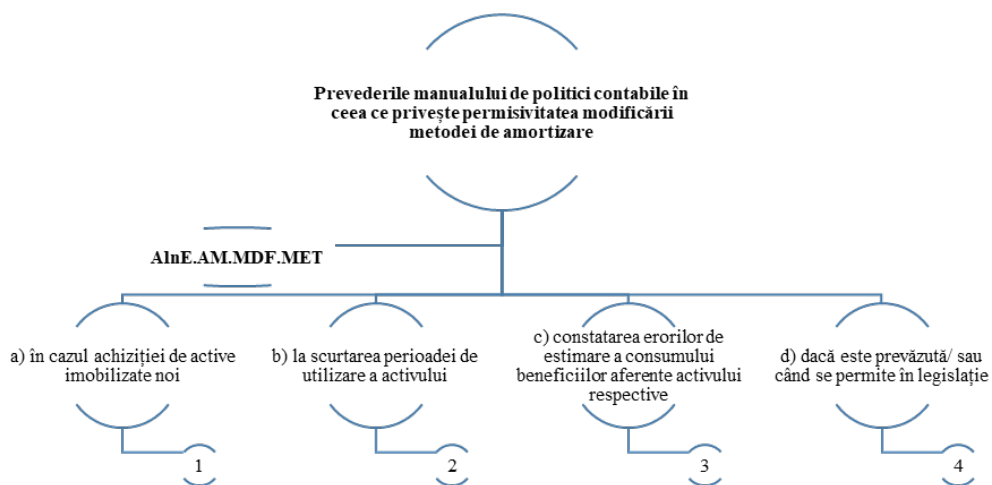 Prevederile manualului de politici contabile în
ceea ce privește permisivitatea modificării
metodei de amortizare
AlnE.AM.MDF.MET
a) în cazul achiziției de active
imobilizate noi
b) la scurtarea perioadei de
utilizare a activului
c) constatarea erorilor de
estimare a consumului
beneficiilor aferente activului
respective
d) dacă este prevăzută/ sau
când se permite în legislație
1
2
3
4